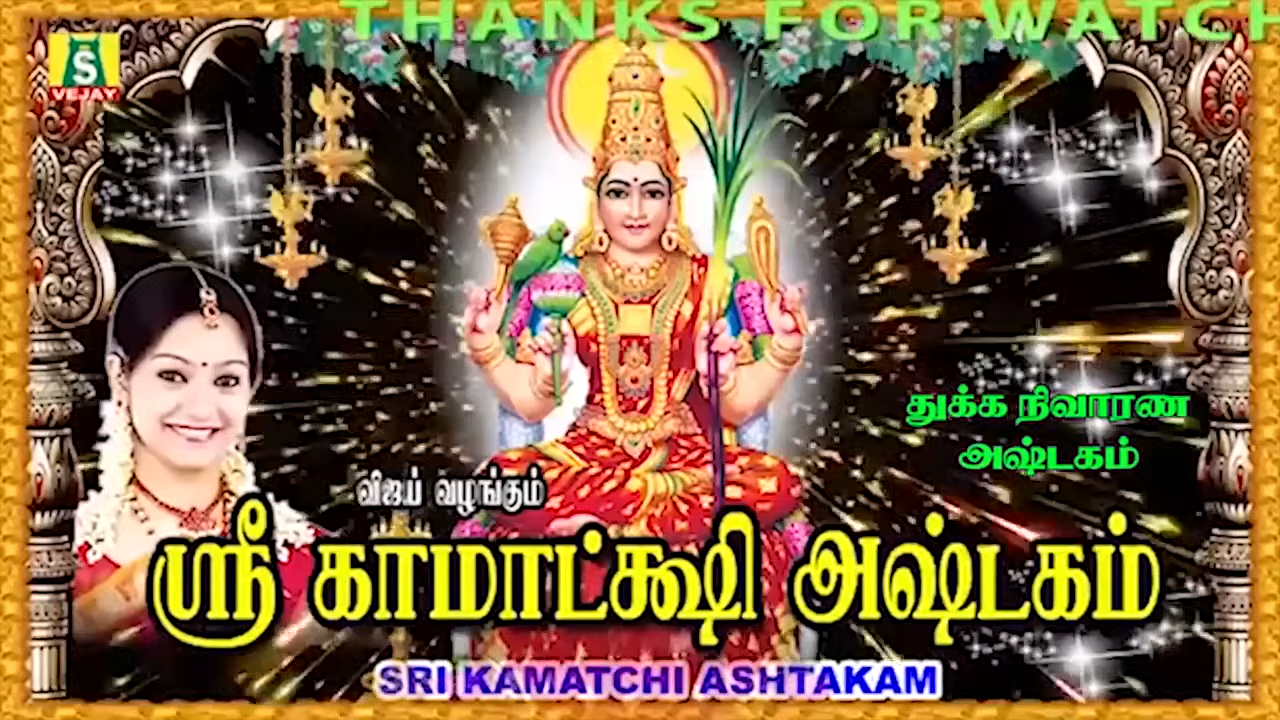 THANKS FOR WATCH
S
VEJAY
துக்க நிவாரண
அஷ்டகம்
விஜய் வழங்கும்
ஸ்ரீ காமாட்க்ஷி அஷ்டகம்
SRI KAMATCHI ASHTAKAM